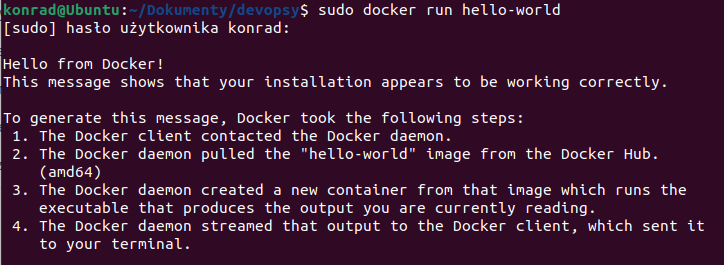 konrad@Ubuntu:~/Dokumenty/devopsy$ sudo docker run hello-world
[sudo] hasło użytkownika konrad:

Hello from Docker!
This message shows that your installation appears to be working correctly.

To generate this message, Docker took the following steps:
 1. The Docker client contacted the Docker daemon.
 2. The Docker daemon pulled the "hello-world" image from the Docker Hub.
    (amd64)
 3. The Docker daemon created a new container from that image which runs the
    executable that produces the output you are currently reading.
 4. The Docker daemon streamed that output to the Docker client, which sent it
    to your terminal.